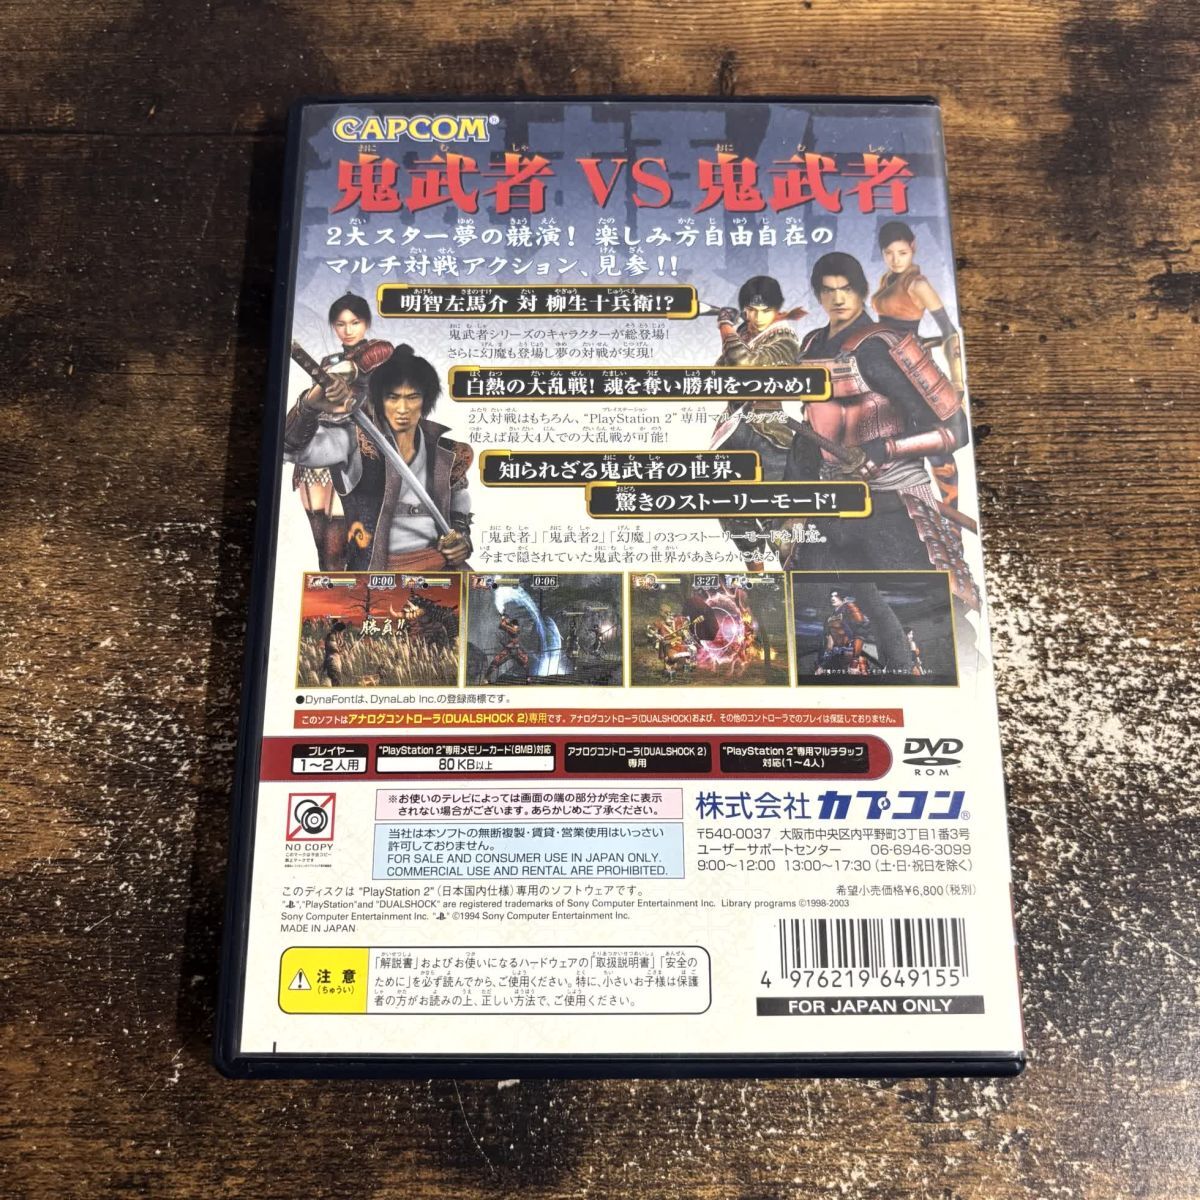 CAPCOM®
鬼武者 VS 鬼武者
2大スター夢の競演! 楽しみ方自由自在の
マルチ対戦アクション、見参!!
明智左馬介 対 柳生十兵衛!?
鬼武者シリーズのキャラクターが総登場!
さらに幻魔も登場し夢の対戦が実現!
白熱の大乱戦! 魂を奪い勝利をつかめ!
2人対戦はもちろん、“PlayStation 2”専用マルチタップを
使えば最大4人での大乱戦が可能!
知られざる鬼武者の世界、
驚きのストーリーモード!
「鬼武者」「鬼武者2」「幻魔」の3つストーリーモードを用意。
今まで隠されていた鬼武者の世界があきらかになる!
0:00
勝負!!
0:06
3:27
●DynaFontは、DynaLab Inc.の登録商標です。
このソフトはアナログコントローラ(DUALSHOCK 2)専用です。アナログコントローラ(DUALSHOCK)および、その他のコントローラでのプレイは保証しておりません。
プレイヤー
1〜2人用
“PlayStation 2”専用メモリーカード(8MB)対応
80 KB以上
アナログコントローラ(DUALSHOCK 2)
専用
“PlayStation 2”専用マルチタップ
対応(1〜4人)
DVD
ROM
NO COPY
※お使いのテレビによっては画面の端の部分が完全に表示
されない場合がございます。あらかじめご了承ください。
当社は本ソフトの無断複製・賃貸・営業使用はいっさい
許可しておりません。
FOR SALE AND CONSUMER USE IN JAPAN ONLY.
COMMERCIAL USE AND RENTAL ARE PROHIBITED.
株式会社 カプコン®
〒540-0037 大阪市中央区内平野町3丁目1番3号
ユーザーサポートセンター 06-6946-3099
9:00〜12:00 13:00〜17:30 (土・日・祝日を除く)
このディスクは “PlayStation 2” (日本国内仕様) 専用のソフトウェアです。
希望小売価格¥6,800(税別)
“ ”,“PlayStation”and “DUALSHOCK” are registered trademarks of Sony Computer Entertainment Inc. Library programs ©1998-2003
Sony Computer Entertainment Inc. “ ” ©1994 Sony Computer Entertainment Inc.
MADE IN JAPAN
注意
(ちゅうい)
「解説書」およびお使いになるハードウェアの「取扱説明書」「安全の
ために」を必ず読んでから、ご使用ください。特に、小さいお子様は保護
者の方がお読みの上、正しい方法で、ご使用ください。
4 976219 649155
FOR JAPAN ONLY